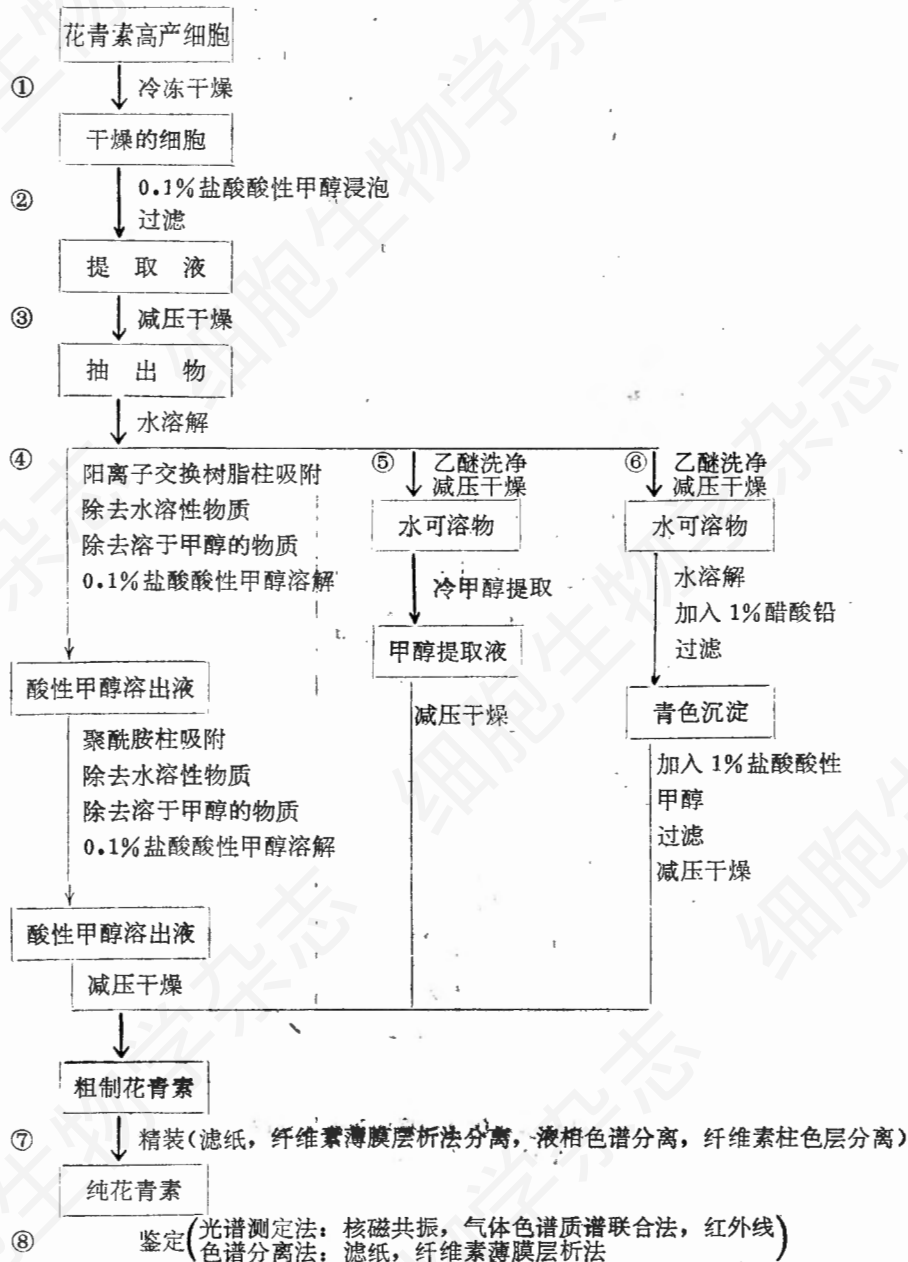 花青素高产细胞
① 冷冻干燥
干燥的细胞
② 0.1%盐酸酸性甲醇浸泡
过滤
提 取 液
③ 减压干燥
抽 出 物
水溶解
④ 阳离子交换树脂柱吸附
除去水溶性物质
除去溶于甲醇的物质
0.1%盐酸酸性甲醇溶解
酸性甲醇溶出液
聚酰胺柱吸附
除去水溶性物质
除去溶于甲醇的物质
0.1%盐酸酸性甲醇溶解
酸性甲醇溶出液
减压干燥
⑤ 乙醚洗净
减压干燥
水可溶物
冷甲醇提取
甲醇提取液
减压干燥
⑥ 乙醚洗净
减压干燥
水可溶物
水溶解
加入1%醋酸铅
过滤
青色沉淀
加入1%盐酸酸性
甲醇
过滤
减压干燥
粗制花青素
⑦ 精装(滤纸，纤维素薄膜层析法分离，液相色谱分离，纤维素柱色层分离)
纯花青素
⑧ 鉴定(光谱测定法：核磁共振，气体色谱质谱联合法，红外线
色谱分离法：滤纸，纤维素薄膜层析法)
细胞生物学杂志
细胞生物学杂志